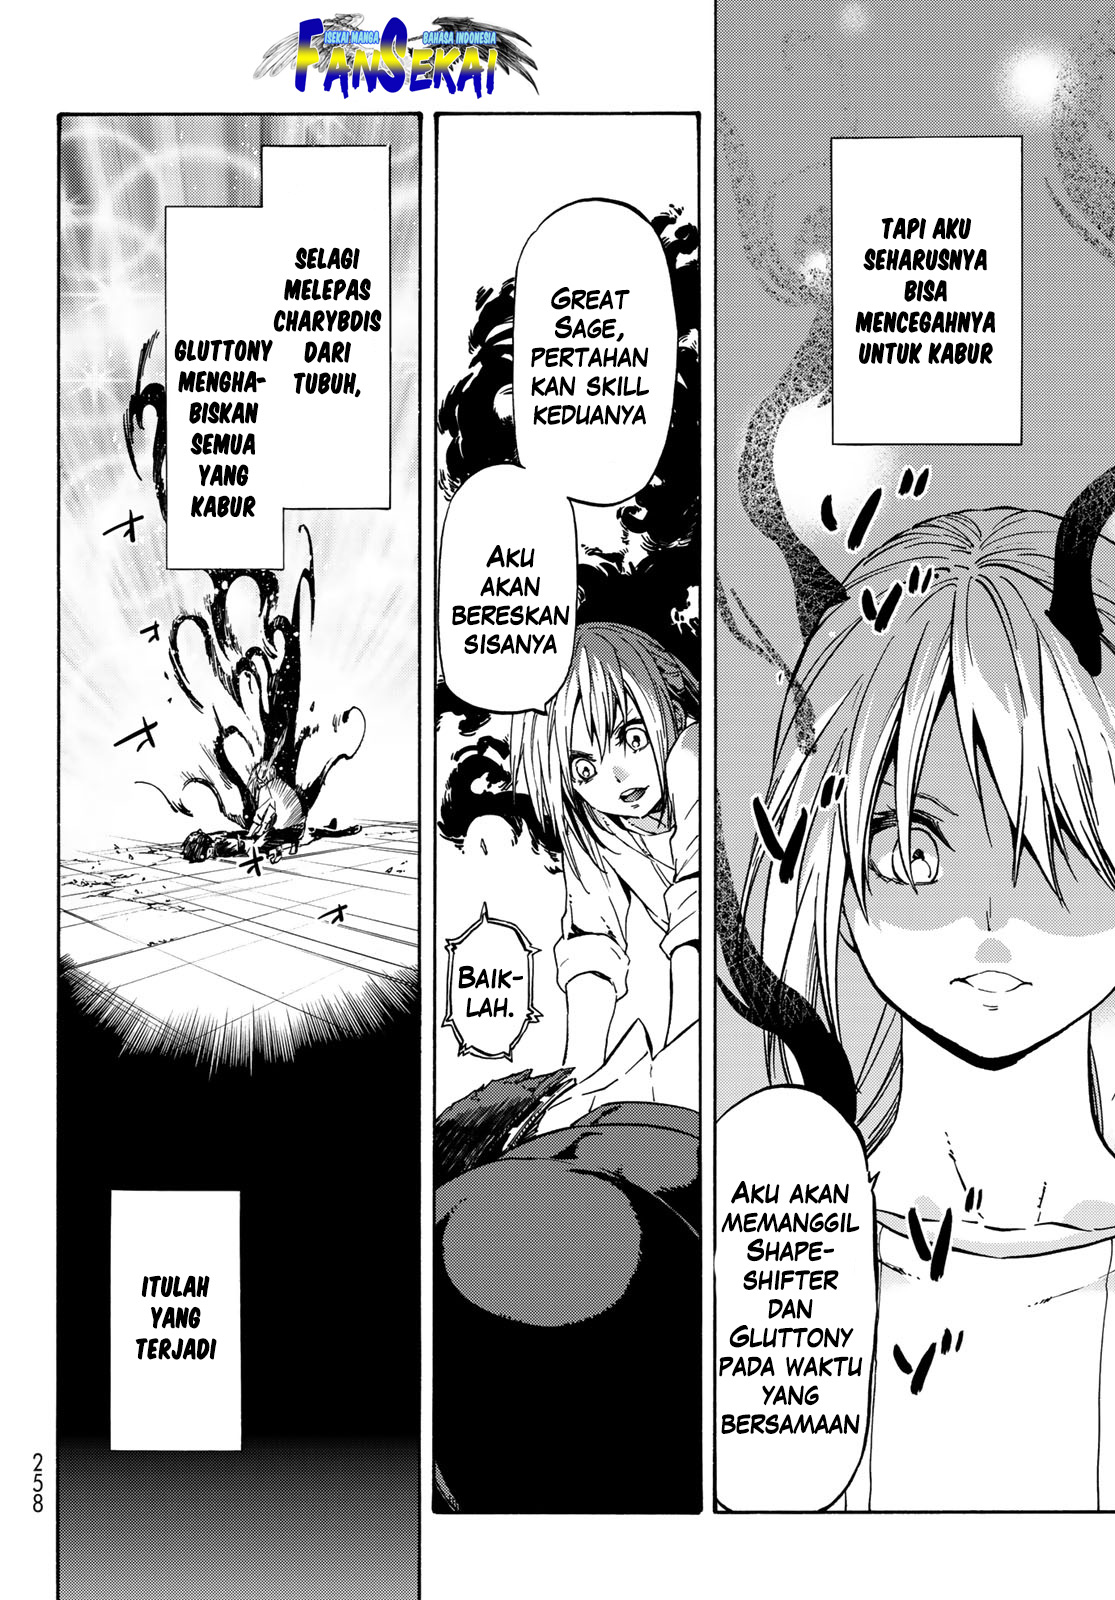 ISEKAI MANGA
BAHASA INDONESIA
FANSEKAI
TAPI AKU
SEHARUSNYA
BISA
MENCEGAHNYA
UNTUK KABUR
AKU AKAN
MEMANGGIL
SHAPE-
SHIFTER
DAN
GLUTTONY
PADA WAKTU
YANG
BERSAMAAN
GREAT
SAGE,
PERTAHAN
KAN SKILL
KEDUANYA
AKU
AKAN
BERESKAN
SISANYA
BAIK-
LAH.
SELAGI
MELEPAS
CHARYBDIS
DARI
TUBUH,
GLUTTONY
MENGHA-
BISKAN
SEMUA
YANG
KABUR
ITULAH
YANG
TERJADI
258